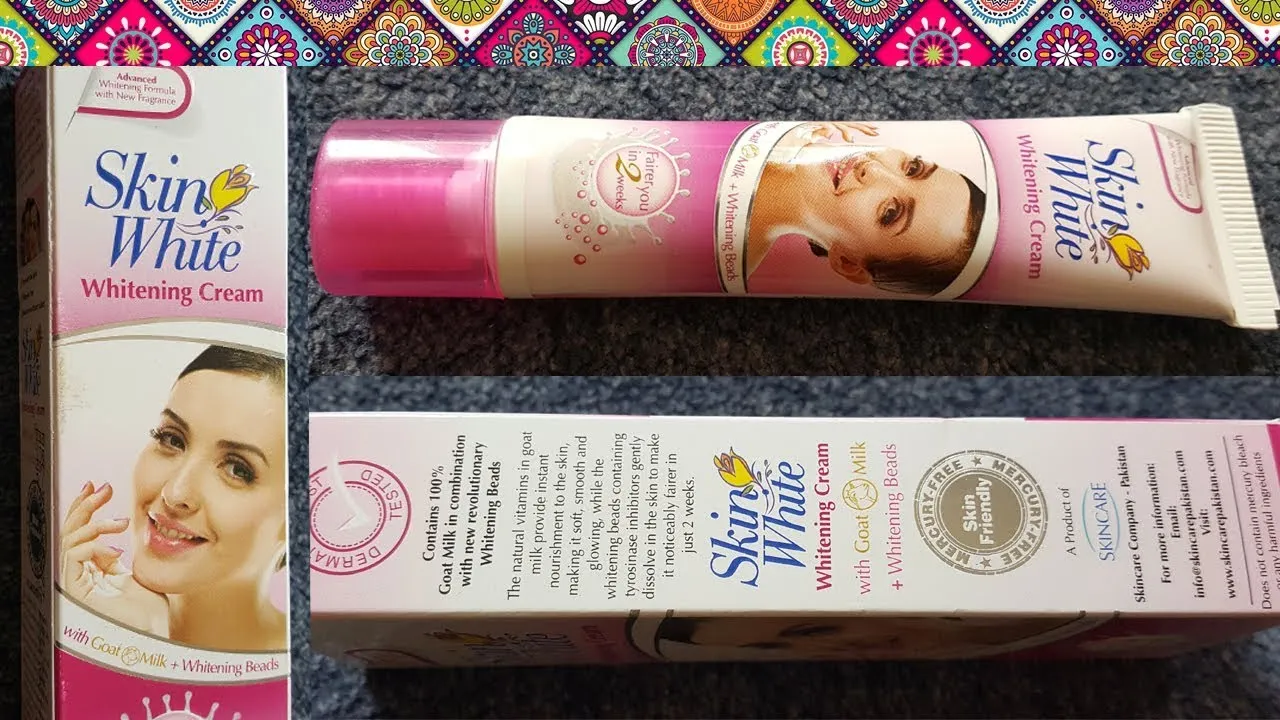 Advanced
Whitening Formula
with New Fragrance
Skin
White
Whitening Cream
with Goat Milk + Whitening Beads
Fairer you
in 2
weeks
with Goat Milk + Whitening Beads
Skin
White
Whitening Cream
DERMA
TESTED
Contains 100%
Goat Milk in combination
with new revolutionary
Whitening Beads
The natural vitamins in goat
milk provide instant
nourishment to the skin,
making it soft, smooth and
glowing, while the
whitening beads containing
tyrosinase inhibitors gently
dissolve in the skin to make
it noticeably fairer in
just 2 weeks.
Skin
White
Whitening Cream
with Goat Milk
+ Whitening Beads
MERCURY-FREE ★ MERCURY-FREE ★
Skin
Friendly
A Product of
SKINCARE
Skincare Company - Pakistan
For more information:
Email:
info@skincarepakistan.com
Visit:
www.skincarepakistan.com
Does not contain mercury bleach
any harmful ingredients